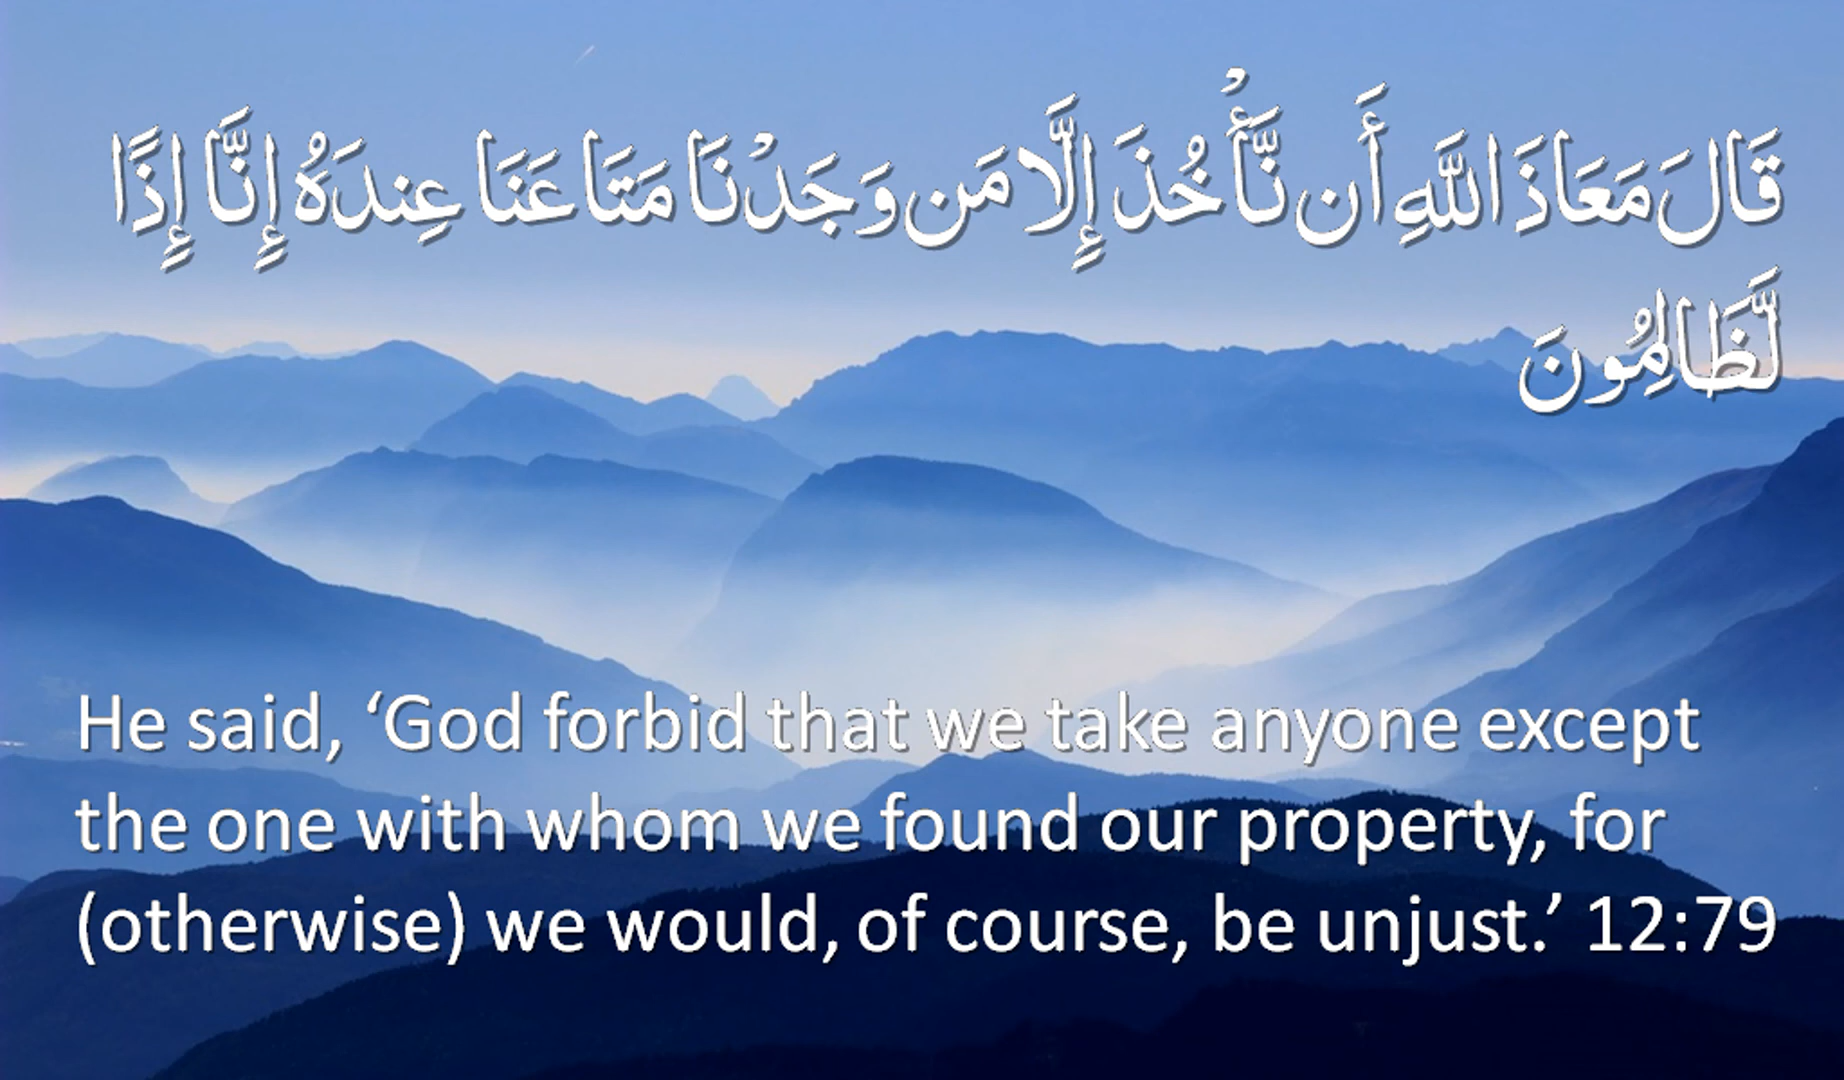 قَالَ مَعَاذَ اللَّهِ أَن نَّأْخُذَ إِلَّا مَن وَجَدْنَا مَتَاعَنَا عِندَهُ إِنَّا إِذًا
لَّظَالِمُونَ
He said, ‘God forbid that we take anyone except
the one with whom we found our property, for
(otherwise) we would, of course, be unjust.’ 12:79